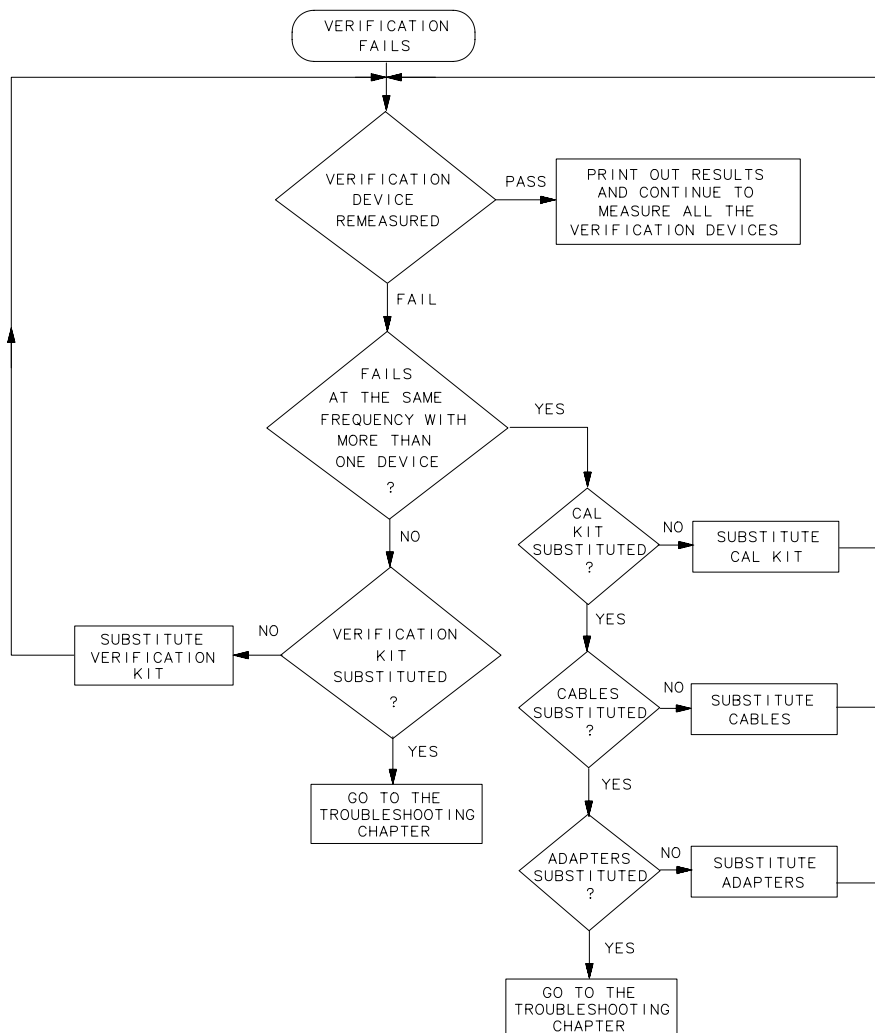 VERIFICATION
FAILS
VERIFICATION
DEVICE
REMEASURED
PASS
PRINT OUT RESULTS
AND CONTINUE TO
MEASURE ALL THE
VERIFICATION DEVICES
FAIL
FAILS
AT THE SAME
FREQUENCY WITH
MORE THAN
ONE DEVICE
?
YES
NO
CAL
KIT
SUBSTITUTED
?
NO
SUBSTITUTE
CAL KIT
YES
VERIFICATION
KIT
SUBSTITUTED
?
NO
SUBSTITUTE
VERIFICATION
KIT
YES
GO TO THE
TROUBLESHOOTING
CHAPTER
CABLES
SUBSTITUTED
?
NO
SUBSTITUTE
CABLES
YES
ADAPTERS
SUBSTITUTED
?
NO
SUBSTITUTE
ADAPTERS
YES
GO TO THE
TROUBLESHOOTING
CHAPTER